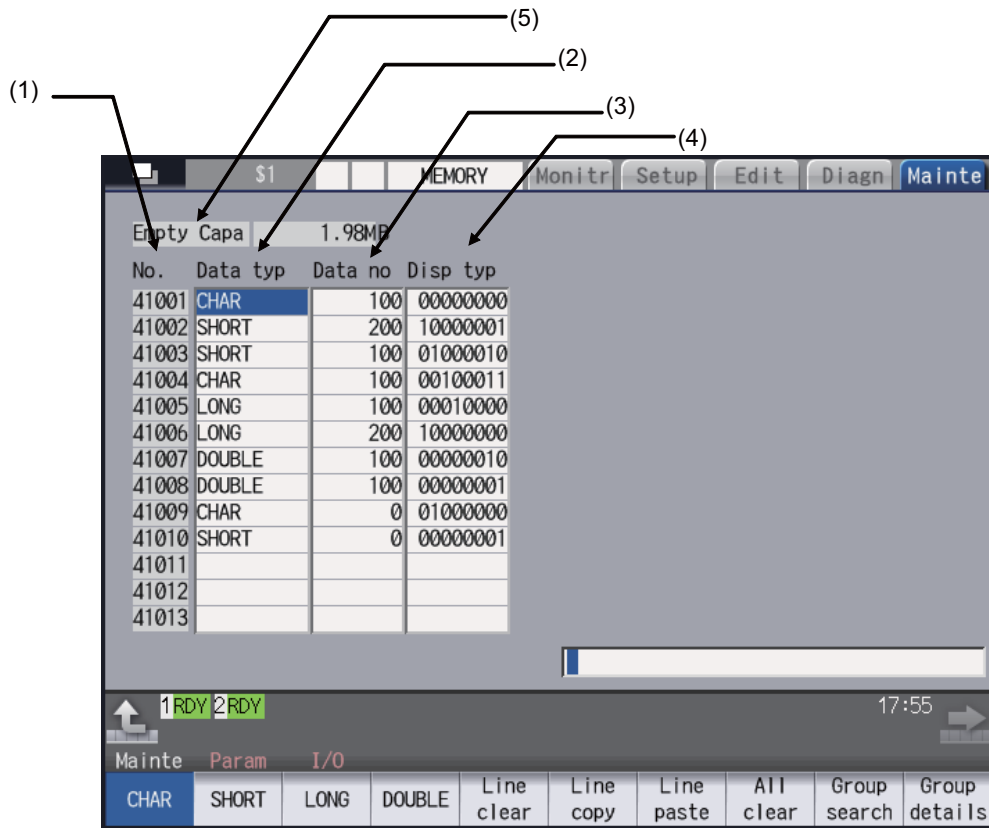 (5)
(2)
(1)
(3)
(4)
$1 MEMORY Monitr Setup Edit Diagn Mainte
Empty Capa 1.98MB
No. Data typ Data no Disp typ
41001 CHAR 100 00000000
41002 SHORT 200 10000001
41003 SHORT 100 01000010
41004 CHAR 100 00100011
41005 LONG 100 00010000
41006 LONG 200 10000000
41007 DOUBLE 100 00000010
41008 DOUBLE 100 00000001
41009 CHAR 0 01000000
41010 SHORT 0 00000001
41011
41012
41013
1 RDY 2 RDY 17:55
Mainte Param I/O
CHAR SHORT LONG DOUBLE Line clear Line copy Line paste All clear Group search Group details